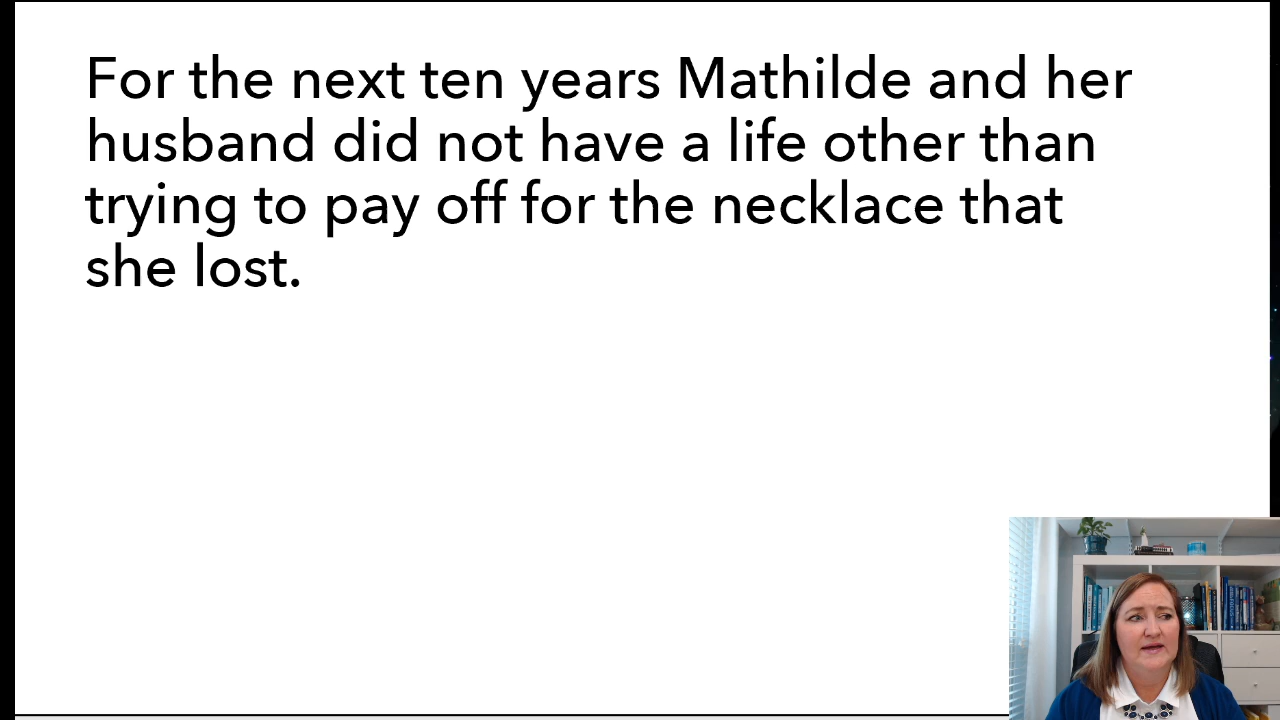 For the next ten years Mathilde and her
husband did not have a life other than
trying to pay off for the necklace that
she lost.